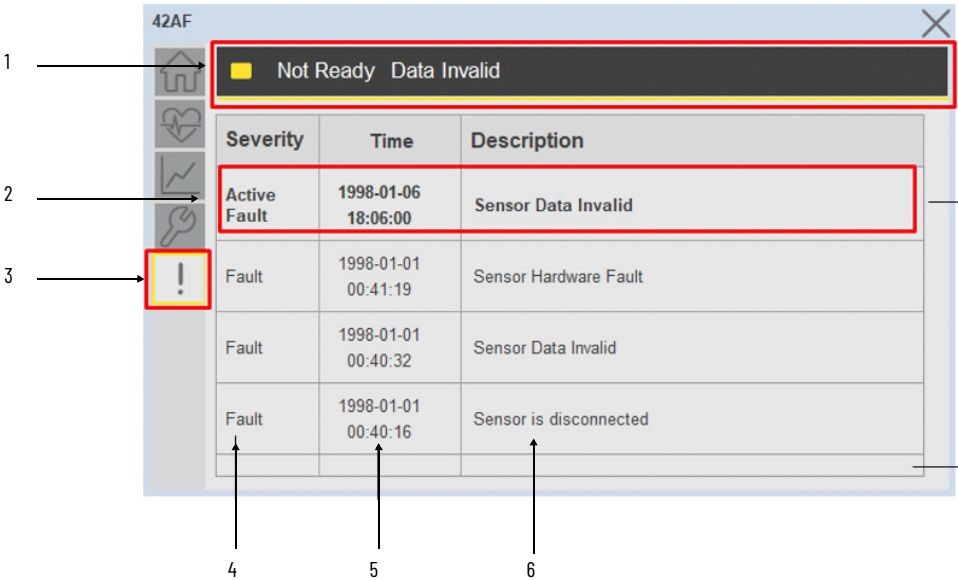 42AF
1
Not Ready Data Invalid
Severity Time Description
2
Active Fault
1998-01-06
18:06:00
Sensor Data Invalid
3
Fault
1998-01-01
00:41:19
Sensor Hardware Fault
Fault
1998-01-01
00:40:32
Sensor Data Invalid
Fault
1998-01-01
00:40:16
Sensor is disconnected
4 5 6